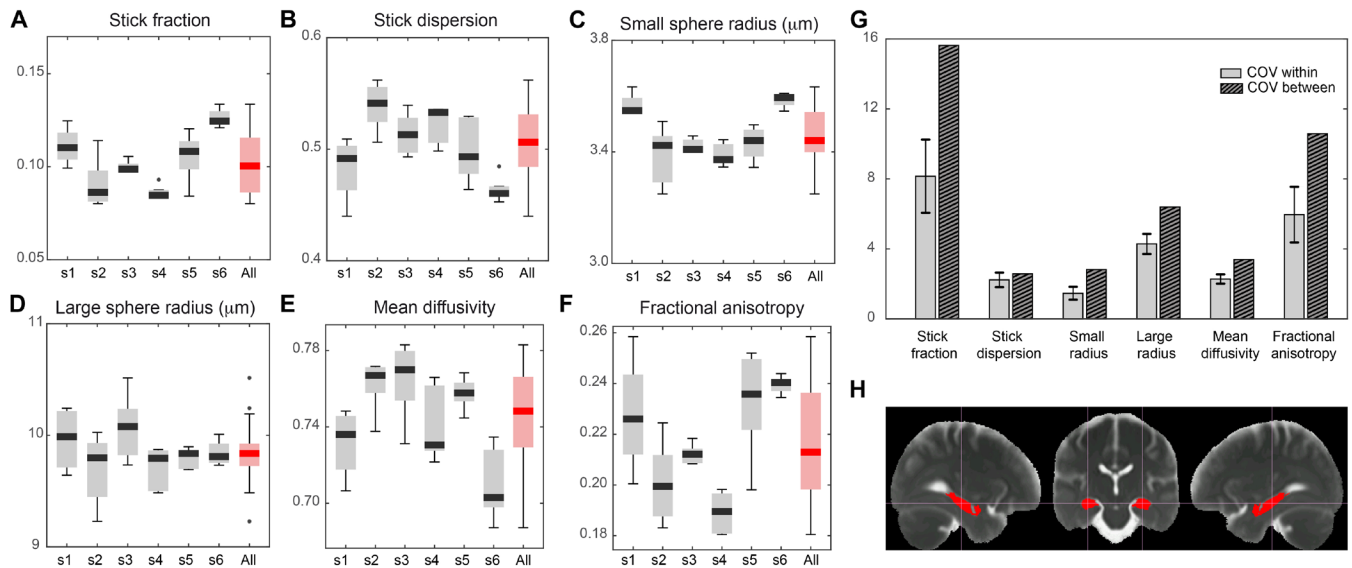 A Stick fraction
0.15
0.10
0.05
s1 s2 s3 s4 s5 s6 All
B Stick dispersion
0.6
0.5
0.4
s1 s2 s3 s4 s5 s6 All
C Small sphere radius (μm)
3.8
3.4
3.0
s1 s2 s3 s4 s5 s6 All
D Large sphere radius (μm)
11
10
9
s1 s2 s3 s4 s5 s6 All
E Mean diffusivity
0.78
0.74
0.70
s1 s2 s3 s4 s5 s6 All
F Fractional anisotropy
0.26
0.24
0.22
0.20
0.18
s1 s2 s3 s4 s5 s6 All
G
16
12
8
4
0
COV within
COV between
Stick fraction
Stick dispersion
Small radius
Large radius
Mean diffusivity
Fractional anisotropy
H